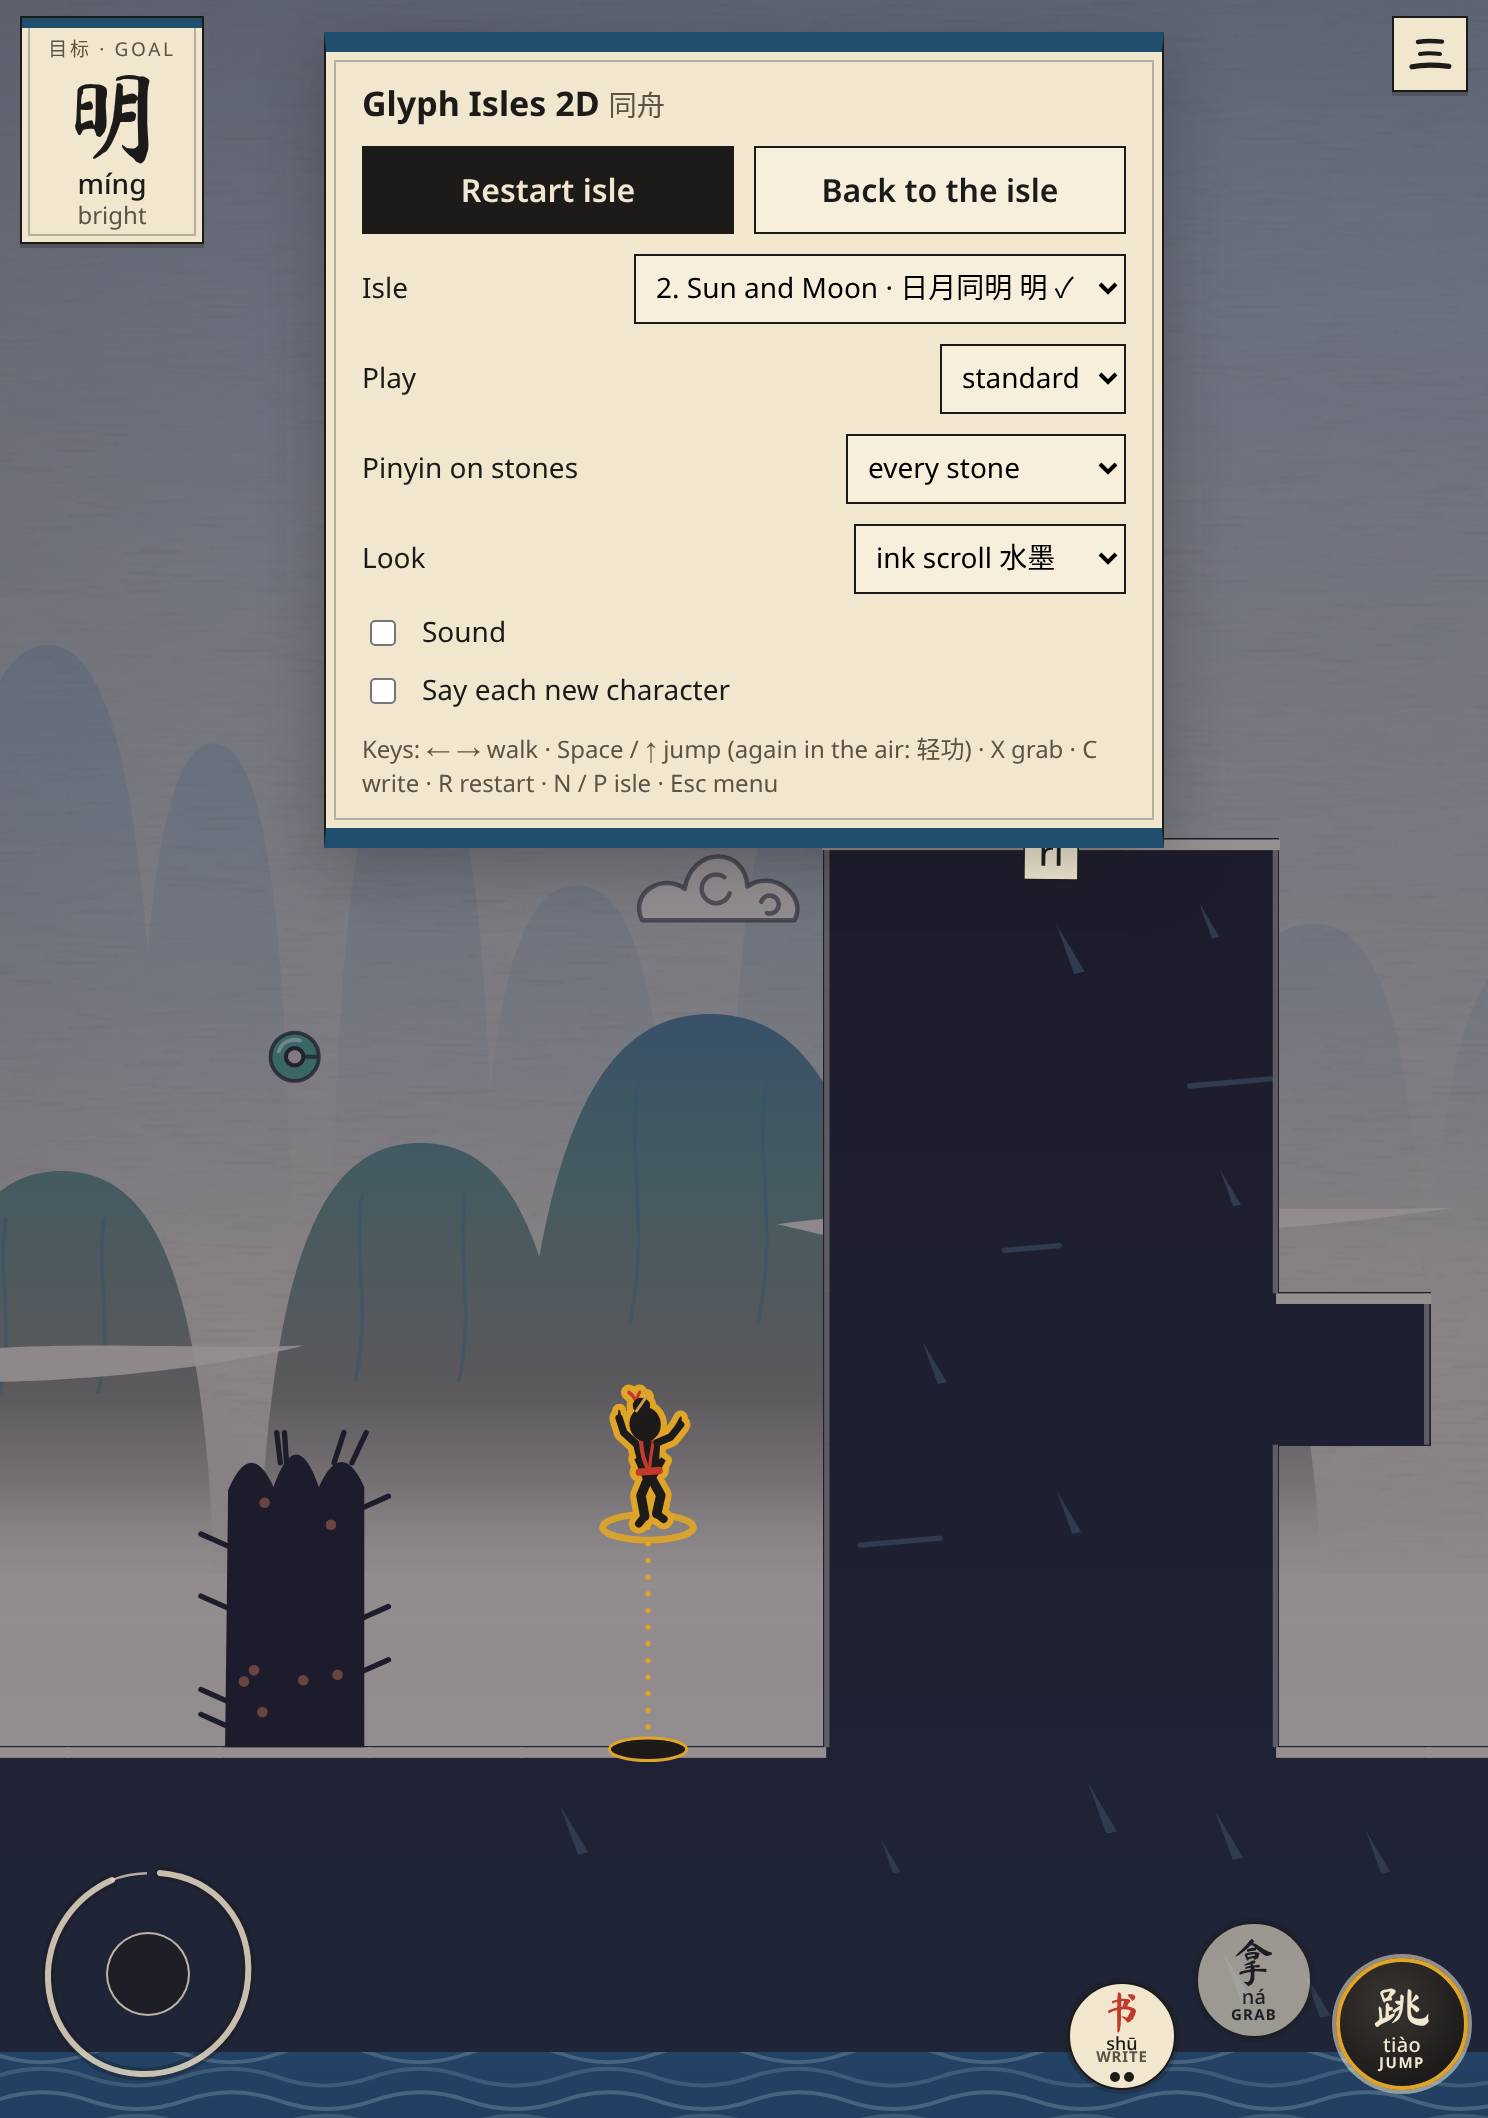 目标 · GOAL
明
míng
bright
三
Glyph Isles 2D 同舟
Restart isle
Back to the isle
Isle
2. Sun and Moon · 日月同明 明 ✓
Play
standard
Pinyin on stones
every stone
Look
ink scroll 水墨
Sound
Say each new character
Keys: ←→ walk · Space / ↑ jump (again in the air: 轻功) · X grab · C
write · R restart · N / P isle · Esc menu
书
shū
WRITE
拿
ná
GRAB
跳
tiào
JUMP